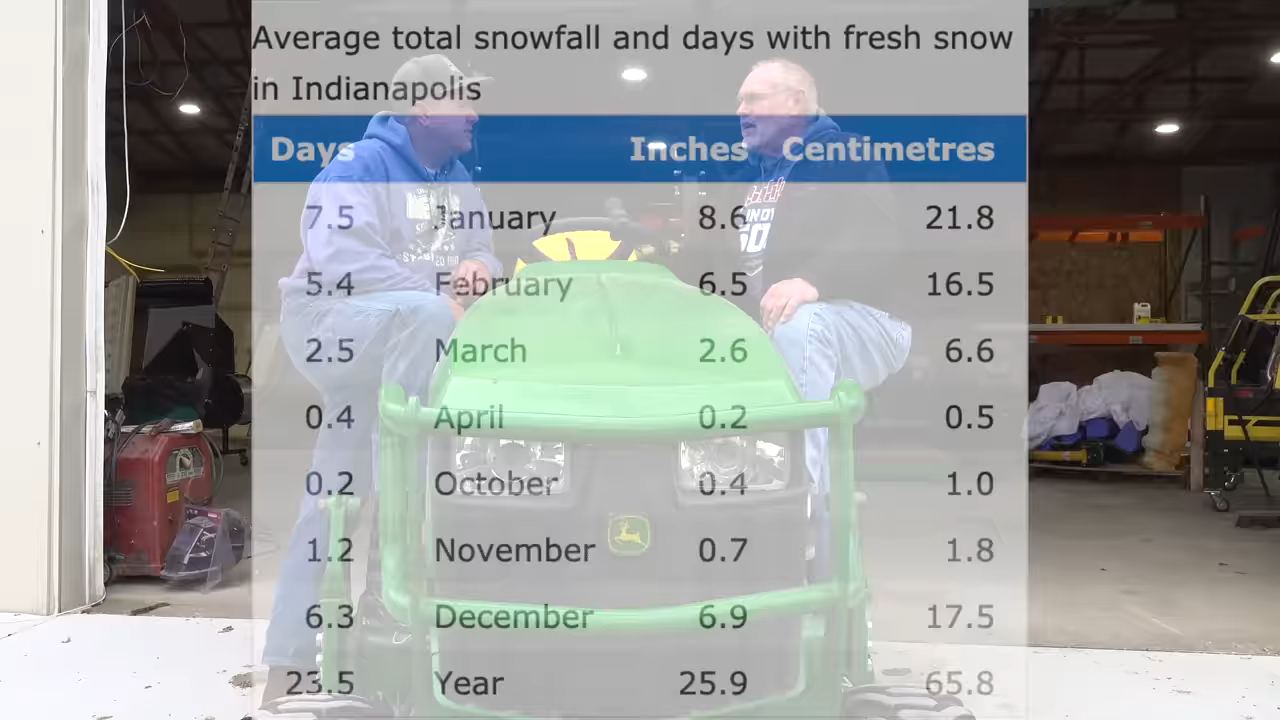 Average total snowfall and days with fresh snow
in Indianapolis
Days Inches Centimetres
7.5 January 8.6 21.8
5.4 February 6.5 16.5
2.5 March 2.6 6.6
0.4 April 0.2 0.5
0.2 October 0.4 1.0
1.2 November 0.7 1.8
6.3 December 6.9 17.5
23.5 Year 25.9 65.8